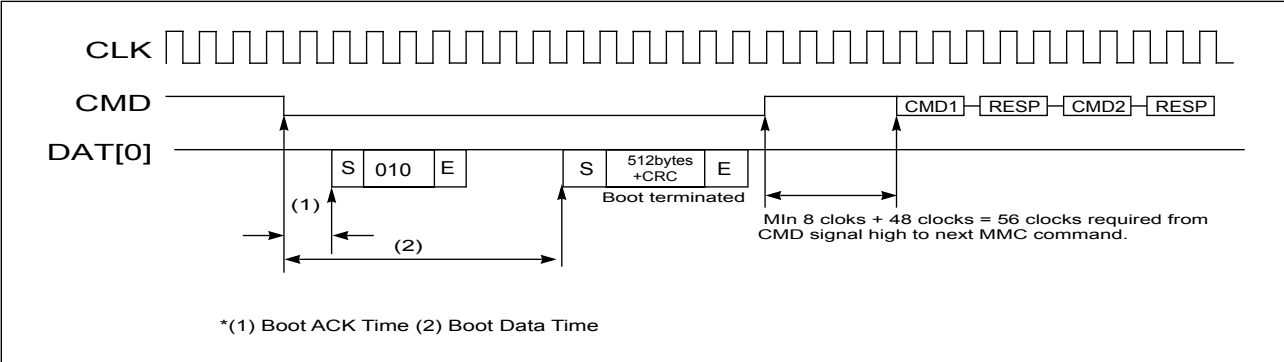 CLK
CMD
CMD1 RESP CMD2 RESP
DAT[0]
S 010 E S 512bytes E
+CRC
Boot terminated
(1)
MIn 8 cloks + 48 clocks = 56 clocks required from
CMD signal high to next MMC command.
(2)
*(1) Boot ACK Time (2) Boot Data Time